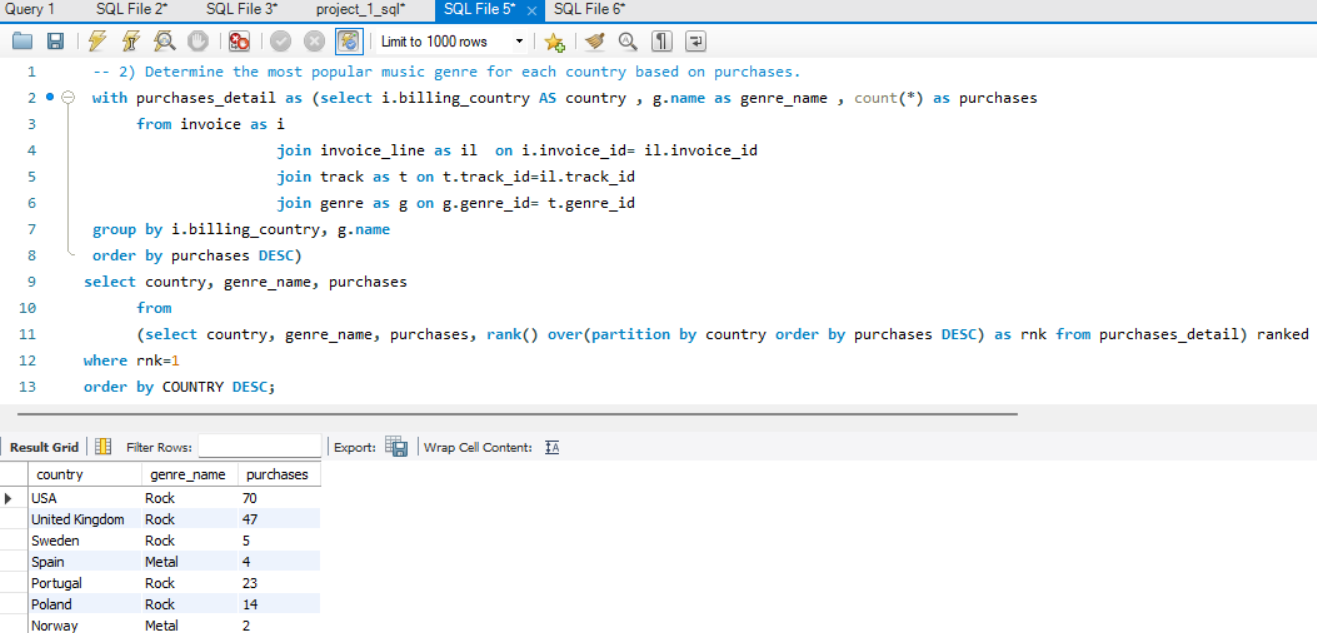 Query 1 SQL File 2* SQL File 3* project_1_sql* SQL File 5* × SQL File 6*
Limit to 1000 rows
1 -- 2) Determine the most popular music genre for each country based on purchases.
2 with purchases_detail as (select i.billing_country AS country , g.name as genre_name , count(*) as purchases
3 from invoice as i
4 join invoice_line as il on i.invoice_id= il.invoice_id
5 join track as t on t.track_id=il.track_id
6 join genre as g on g.genre_id= t.genre_id
7 group by i.billing_country, g.name
8 order by purchases DESC)
9 select country, genre_name, purchases
10 from
11 (select country, genre_name, purchases, rank() over(partition by country order by purchases DESC) as rnk from purchases_detail) ranked
12 where rnk=1
13 order by COUNTRY DESC;
Result Grid Filter Rows: Export: Wrap Cell Content: IA
country genre_name purchases
USA Rock 70
United Kingdom Rock 47
Sweden Rock 5
Spain Metal 4
Portugal Rock 23
Poland Rock 14
Norway Metal 2